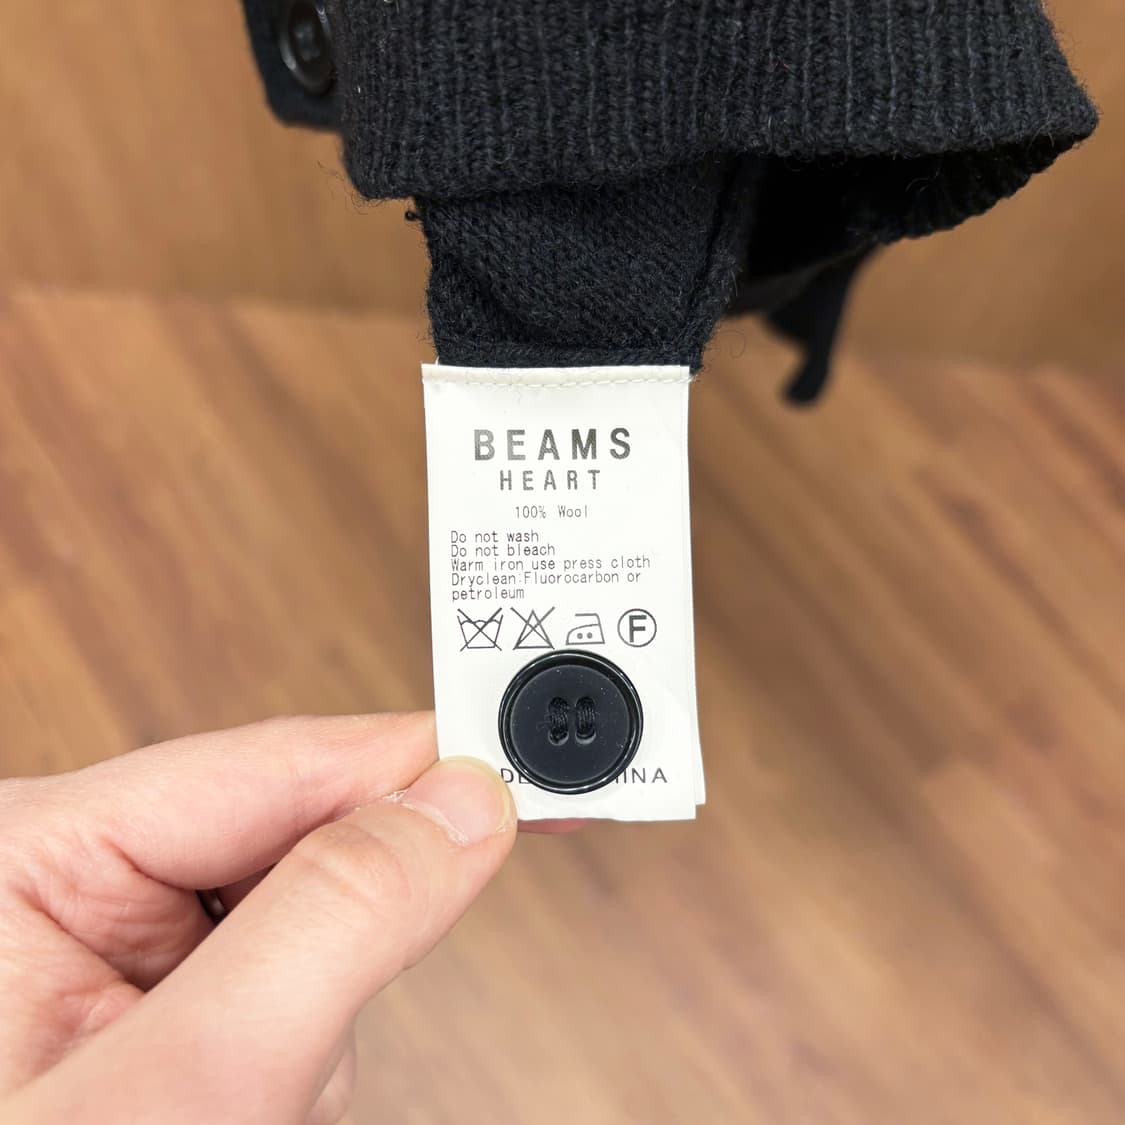 BEAMS
HEART
100% Wool
Do not wash
Do not bleach
Warm iron use press cloth
Dryclean:Fluorocarbon or
petroleum
F